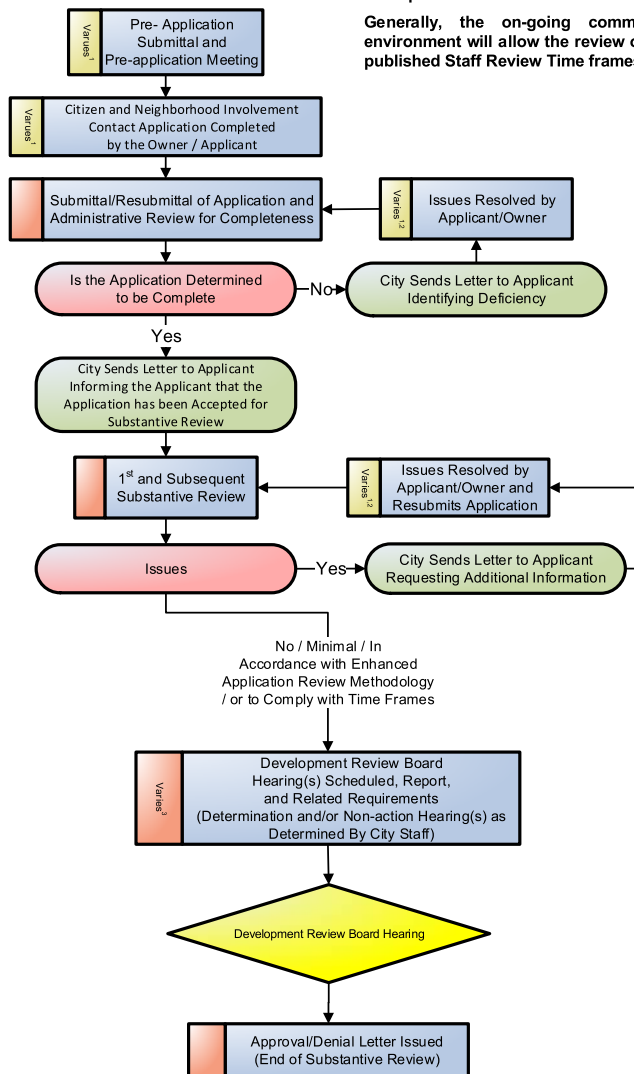 Generally, the on-going comm
environment will allow the review o
published Staff Review Time frames
Varues1
Pre- Application
Submittal and
Pre-application Meeting
Varues1
Citizen and Neighborhood Involvement
Contact Application Completed
by the Owner / Applicant
Submittal/Resubmittal of Application and
Administrative Review for Completeness
Varies1,2
Issues Resolved by
Applicant/Owner
Is the Application Determined
to be Complete
No
City Sends Letter to Applicant
Identifying Deficiency
Yes
City Sends Letter to Applicant
Informing the Applicant that the
Application has been Accepted for
Substantive Review
1st and Subsequent
Substantive Review
Varies1,2
Issues Resolved by
Applicant/Owner and
Resubmits Application
Issues
Yes
City Sends Letter to Applicant
Requesting Additional Information
No / Minimal / In
Accordance with Enhanced
Application Review Methodology
/ or to Comply with Time Frames
Varies3
Development Review Board
Hearing(s) Scheduled, Report,
and Related Requirements
(Determination and/or Non-action Hearing(s) as
Determined By City Staff)
Development Review Board Hearing
Approval/Denial Letter Issued
(End of Substantive Review)